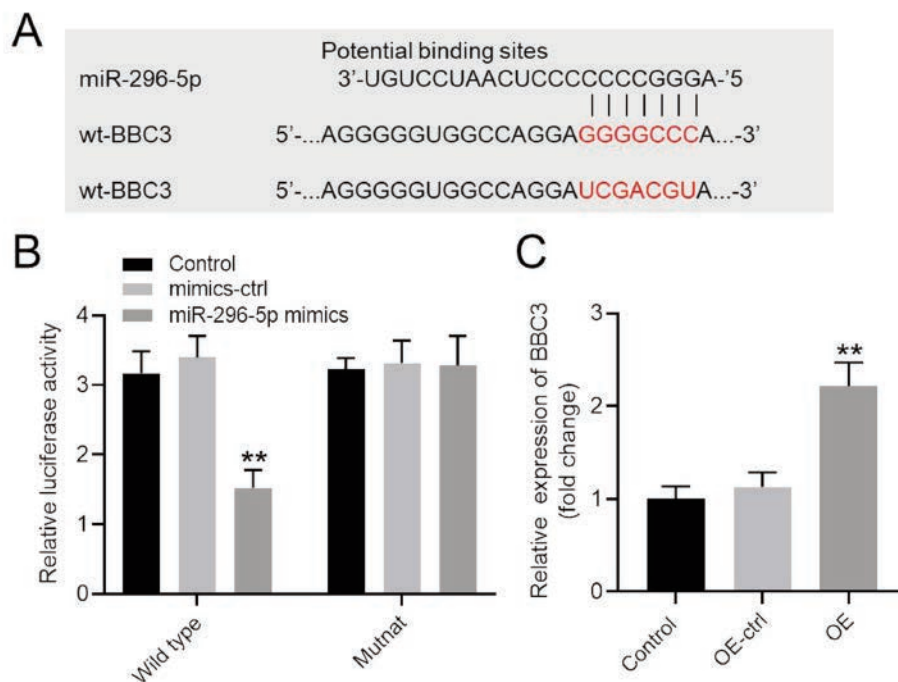 A
Potential binding sites
miR-296-5p 3'-UGUCCUAACUCCCCCCCGGGA-'5
wt-BBC3 5'-...AGGGGGUGGCCAGGAGGGGCCCA...-3'
wt-BBC3 5'-...AGGGGGUGGCCAGGAUCGACGUA...-3'
B
Control
mimics-ctrl
miR-296-5p mimics
Relative luciferase activity
4
3
2
1
0
**
Wild type
Mutnat
C
Relative expression of BBC3
(fold change)
3
2
1
0
**
Control
OE-ctrl
OE